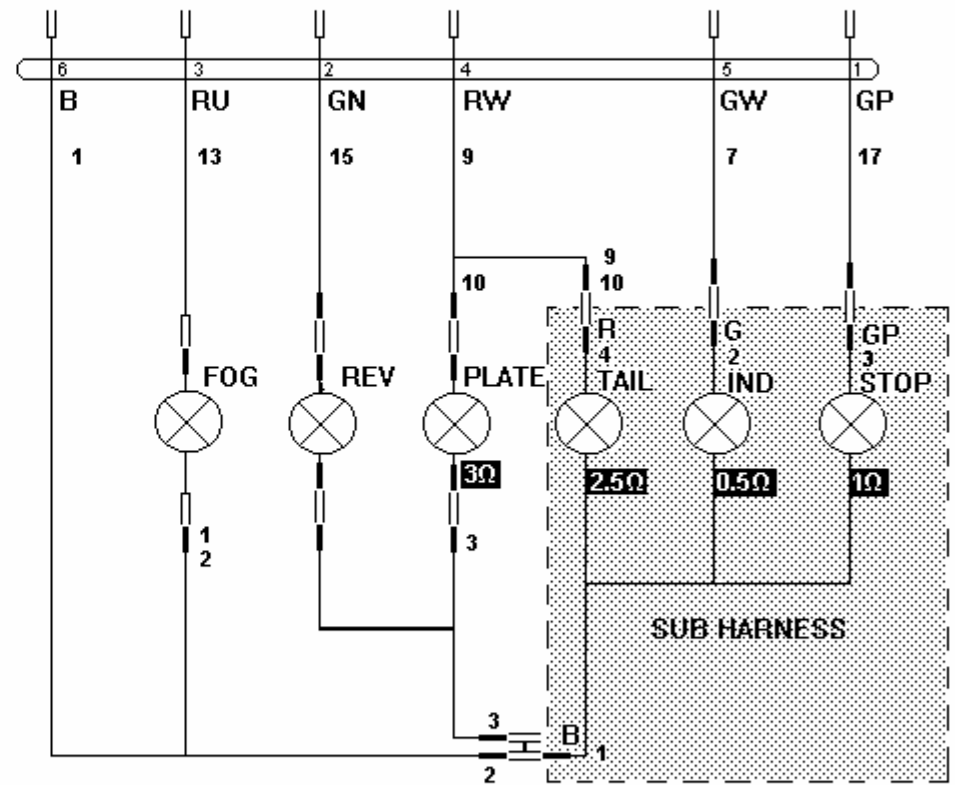 6 3 2 4 5 1
B RU GN RW GW GP
1 13 15 9 7 17
9
10 10
R G GP
4 2 3
FOG REV PLATE TAIL IND STOP
3Ω 2.5Ω 0.5Ω 1Ω
1 3
2
SUB HARNESS
3 B
1
2